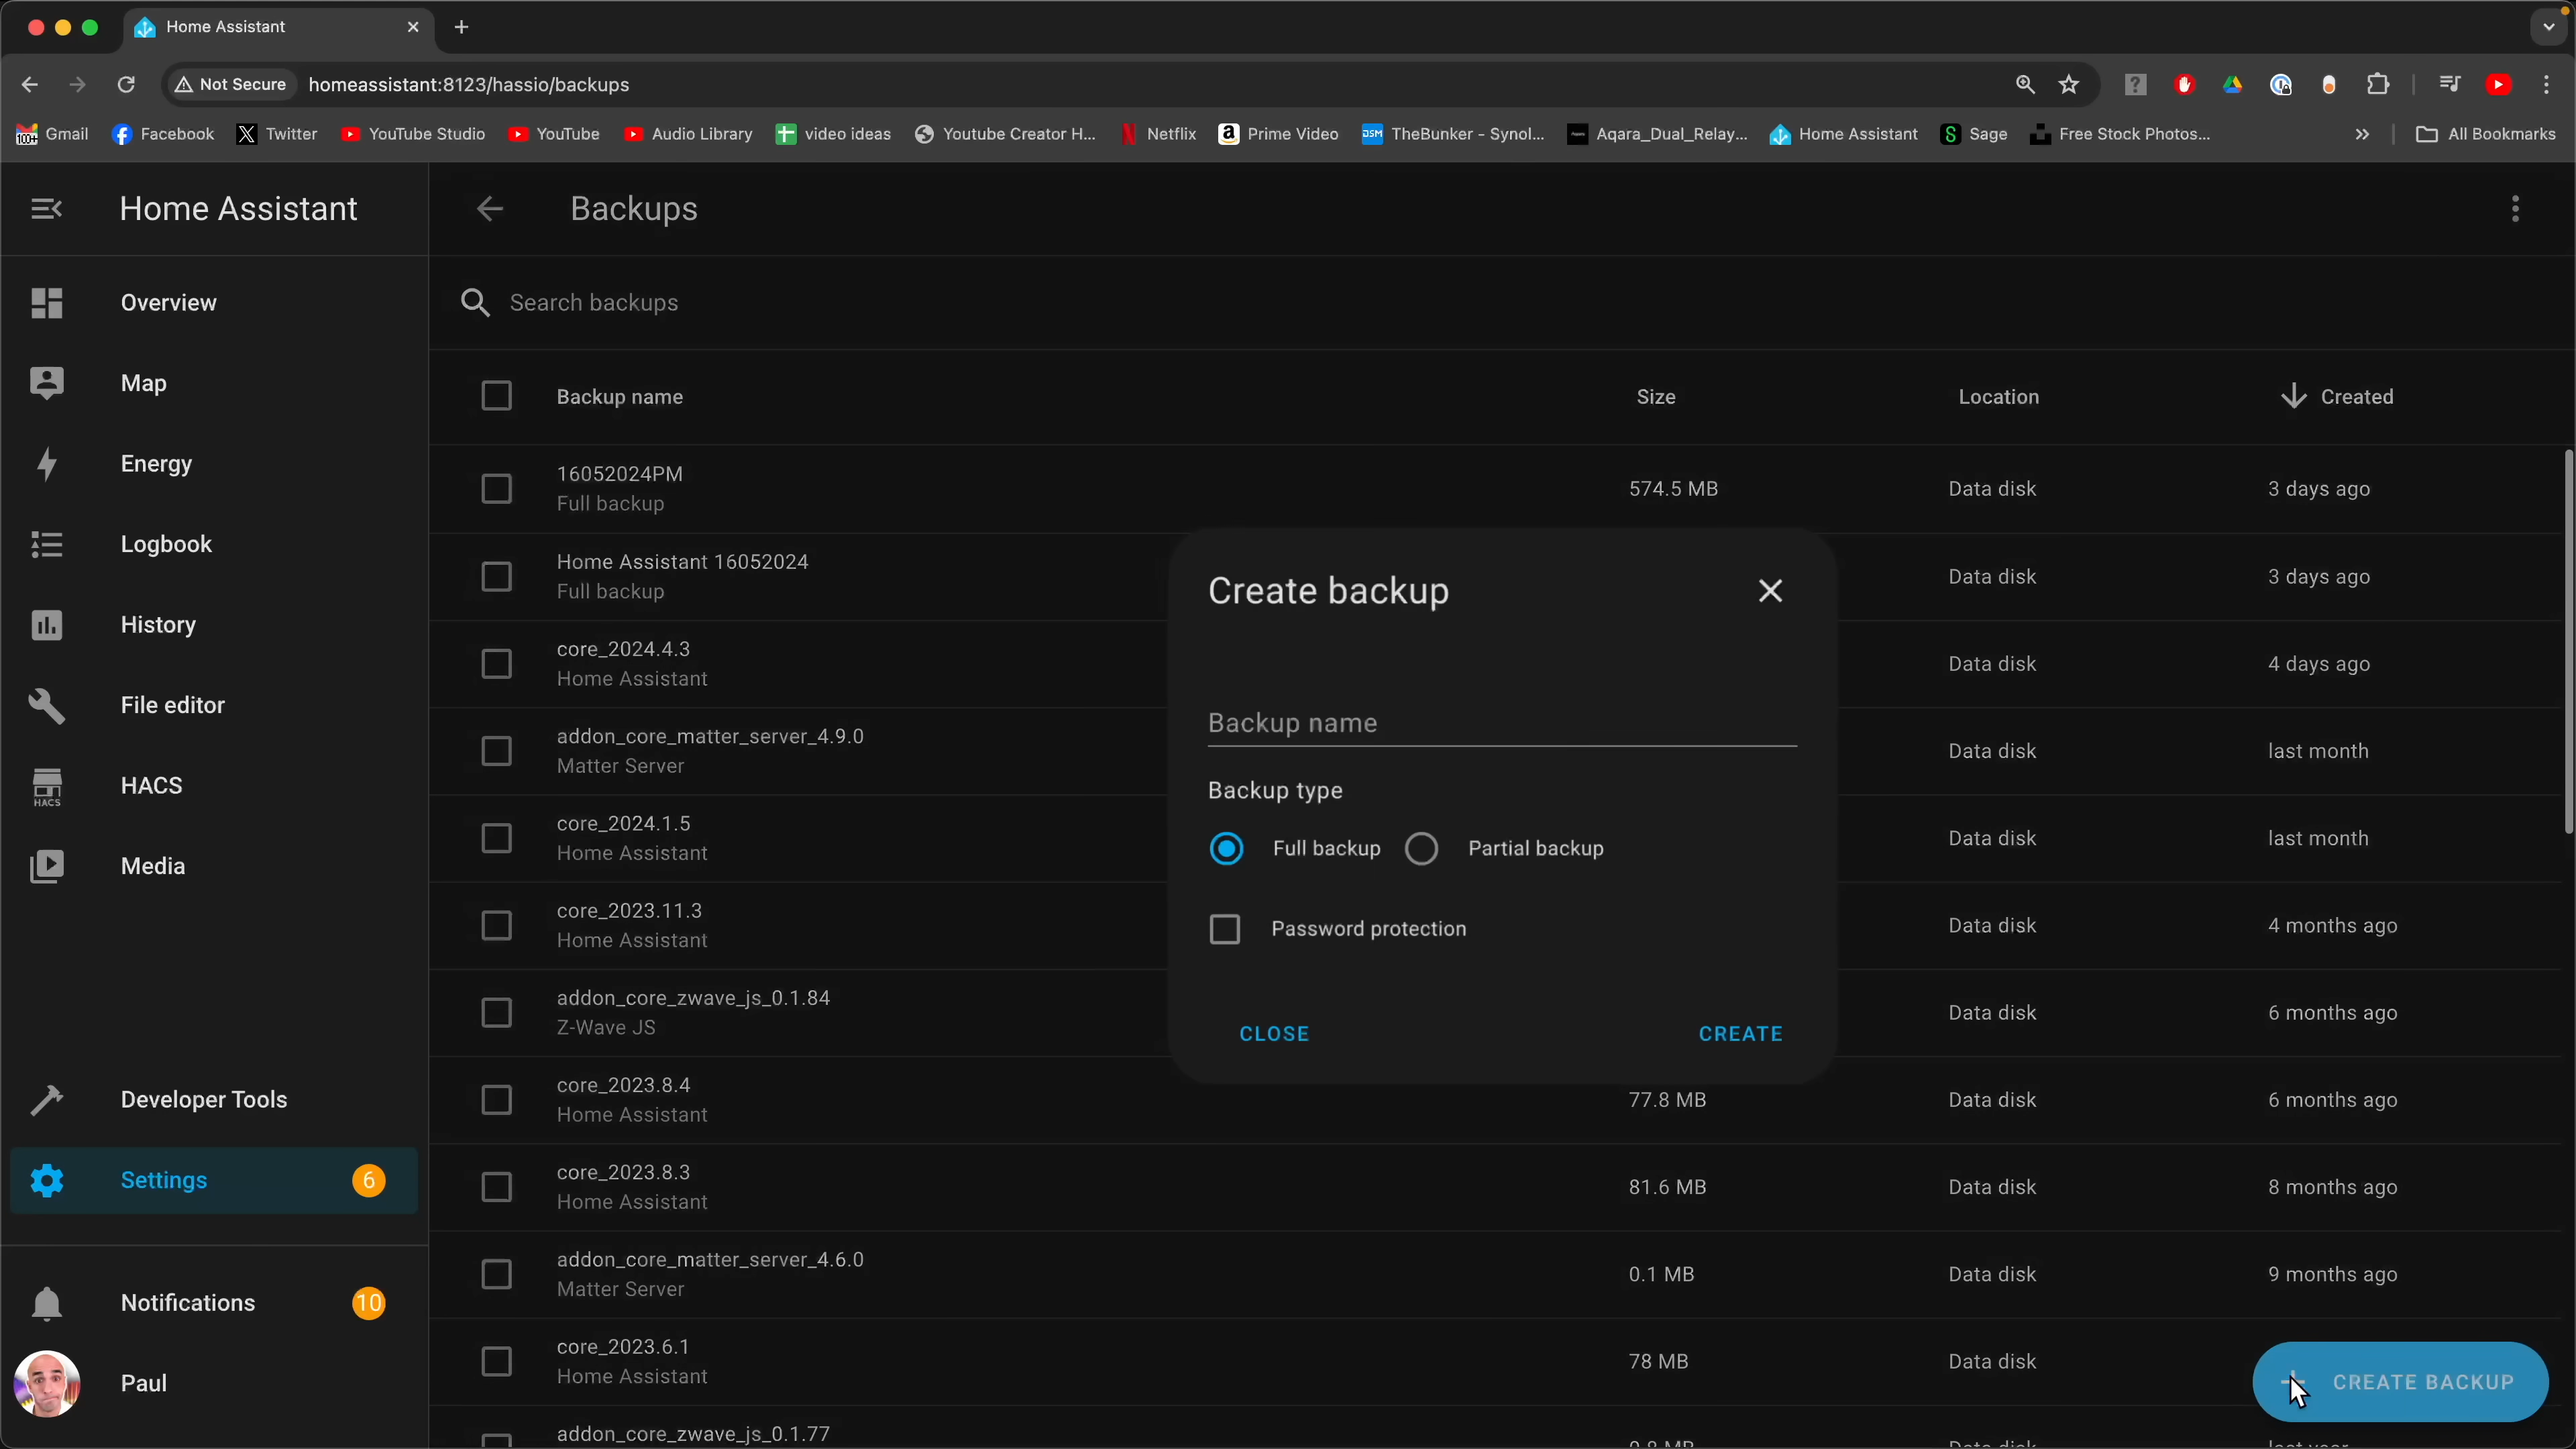 Home Assistant
Not Secure homeassistant:8123/hassio/backups
100+ Gmail Facebook Twitter YouTube Studio YouTube Audio Library video ideas Youtube Creator H... Netflix Prime Video DSM TheBunker - Synol... Aqara_Dual_Relay... Home Assistant Sage Free Stock Photos... All Bookmarks
Home Assistant
Backups
Overview
Map
Energy
Logbook
History
File editor
HACS
HACS
Media
Developer Tools
Settings 6
Notifications 10
Paul
Search backups
Backup name Size Location Created
16052024PM
Full backup
574.5 MB Data disk 3 days ago
Home Assistant 16052024
Full backup
Data disk 3 days ago
core_2024.4.3
Home Assistant
Data disk 4 days ago
addon_core_matter_server_4.9.0
Matter Server
Data disk last month
core_2024.1.5
Home Assistant
Data disk last month
core_2023.11.3
Home Assistant
Data disk 4 months ago
addon_core_zwave_js_0.1.84
Z-Wave JS
Data disk 6 months ago
core_2023.8.4
Home Assistant
77.8 MB Data disk 6 months ago
core_2023.8.3
Home Assistant
81.6 MB Data disk 8 months ago
addon_core_matter_server_4.6.0
Matter Server
0.1 MB Data disk 9 months ago
core_2023.6.1
Home Assistant
78 MB Data disk
addon_core_zwave_js_0.1.77
Create backup
Backup name
Backup type
Full backup Partial backup
Password protection
CLOSE CREATE
CREATE BACKUP